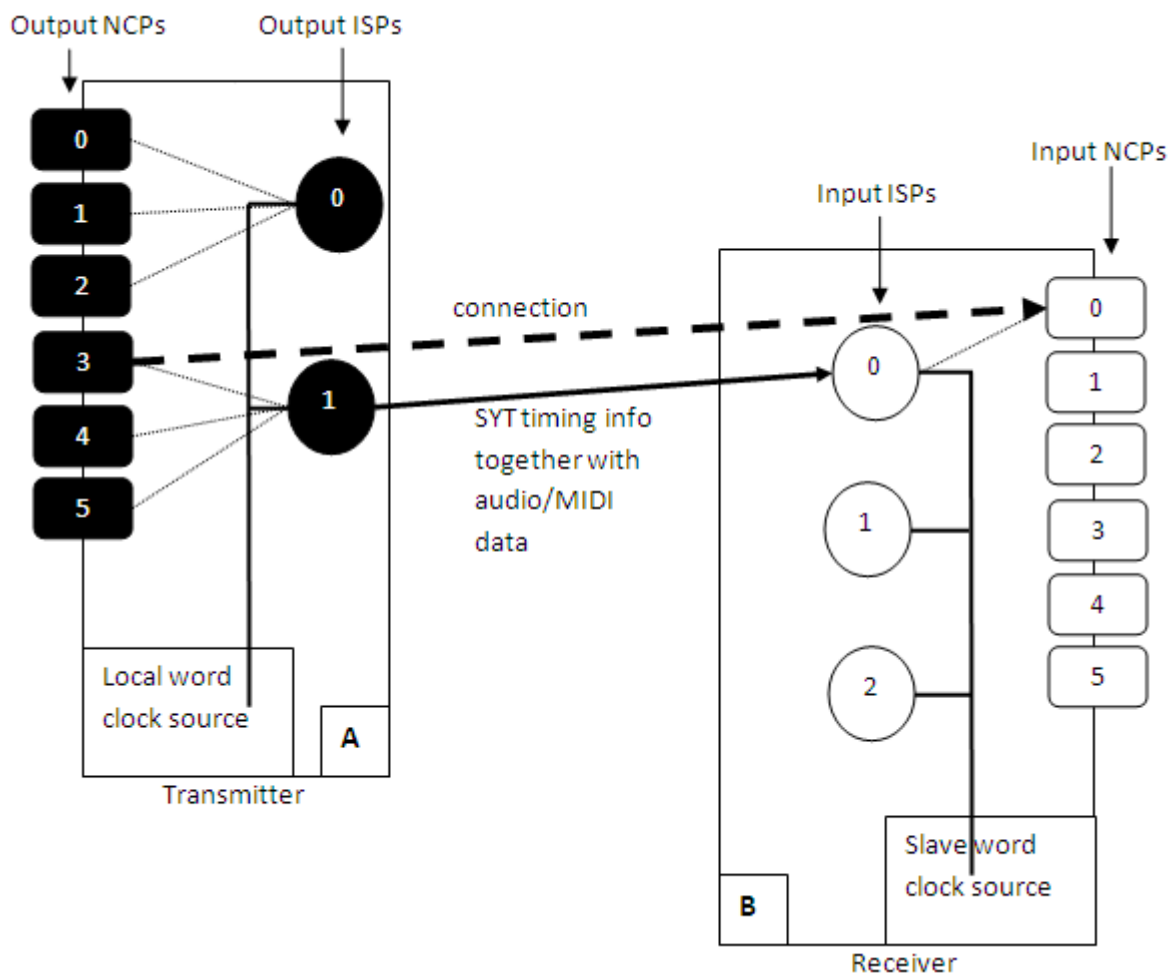 Output NCPs
Output ISPs
0
1
2
3
4
5
0
1
Local word
clock source
A
Transmitter
connection
SYT timing info
together with
audio/MIDI
data
Input ISPs
Input NCPs
0
1
2
0
1
2
3
4
5
Slave word
clock source
B
Receiver